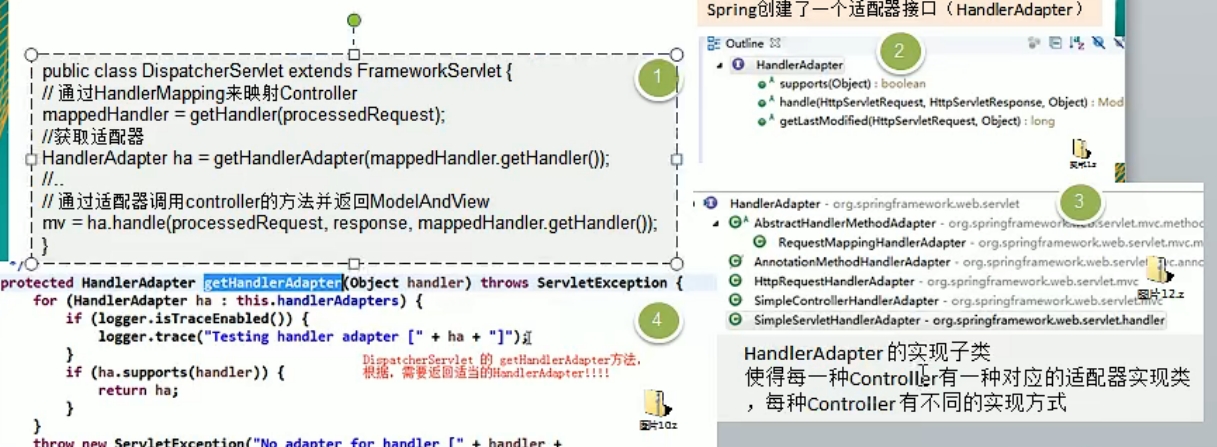 Spring创建了一个适配器接口（HandlerAdapter）
1
public class DispatcherServlet extends FrameworkServlet {
// 通过HandlerMapping来映射Controller
mappedHandler = getHandler(processedRequest);
//获取适配器
HandlerAdapter ha = getHandlerAdapter(mappedHandler.getHandler());
//..
// 通过适配器调用controller的方法并返回ModelAndView
mv = ha.handle(processedRequest, response, mappedHandler.getHandler());
}
2
Outline
HandlerAdapter
supports(Object) : boolean
handle(HttpServletRequest, HttpServletResponse, Object) : Mod
getLastModified(HttpServletRequest, Object) : long
3
HandlerAdapter - org.springframework.web.servlet
AbstractHandlerMethodAdapter - org.springframework.web.servlet.mvc.method
RequestMappingHandlerAdapter - org.springframework.web.servlet.mvc.m
AnnotationMethodHandlerAdapter - org.springframework.web.servlet.mvc.anno
HttpRequestHandlerAdapter - org.springframework.web.servlet.mvc
SimpleControllerHandlerAdapter - org.springframework.web.servlet.mvc
SimpleServletHandlerAdapter - org.springframework.web.servlet.handler
图片12.z
HandlerAdapter 的实现子类
使得每一种Controller有一种对应的适配器实现类
，每种Controller 有不同的实现方式
*/
protected HandlerAdapter getHandlerAdapter(Object handler) throws ServletException {
for (HandlerAdapter ha : this.handlerAdapters) {
if (logger.isTraceEnabled()) {
logger.trace("Testing handler adapter [" + ha + "]");
}
if (ha.supports(handler)) {
return ha;
}
}
throw new ServletException("No adapter for handler [" + handler +
4
DispatcherServlet 的 getHandlerAdapter方法，
根据，需要返回适当的HandlerAdapter!!!!
图片10.z